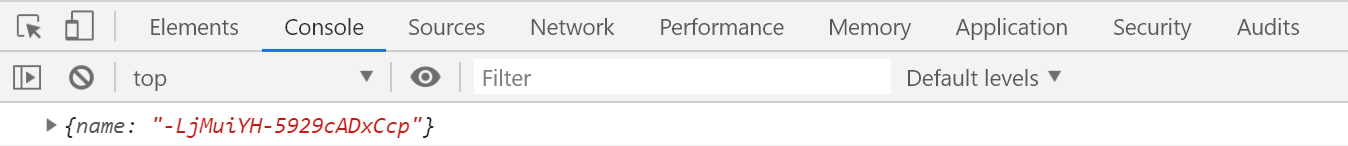 Elements Console Sources Network Performance Memory Application Security Audits
top Filter Default levels
{name: "-LjMuiYH-5929cADxCcp"}